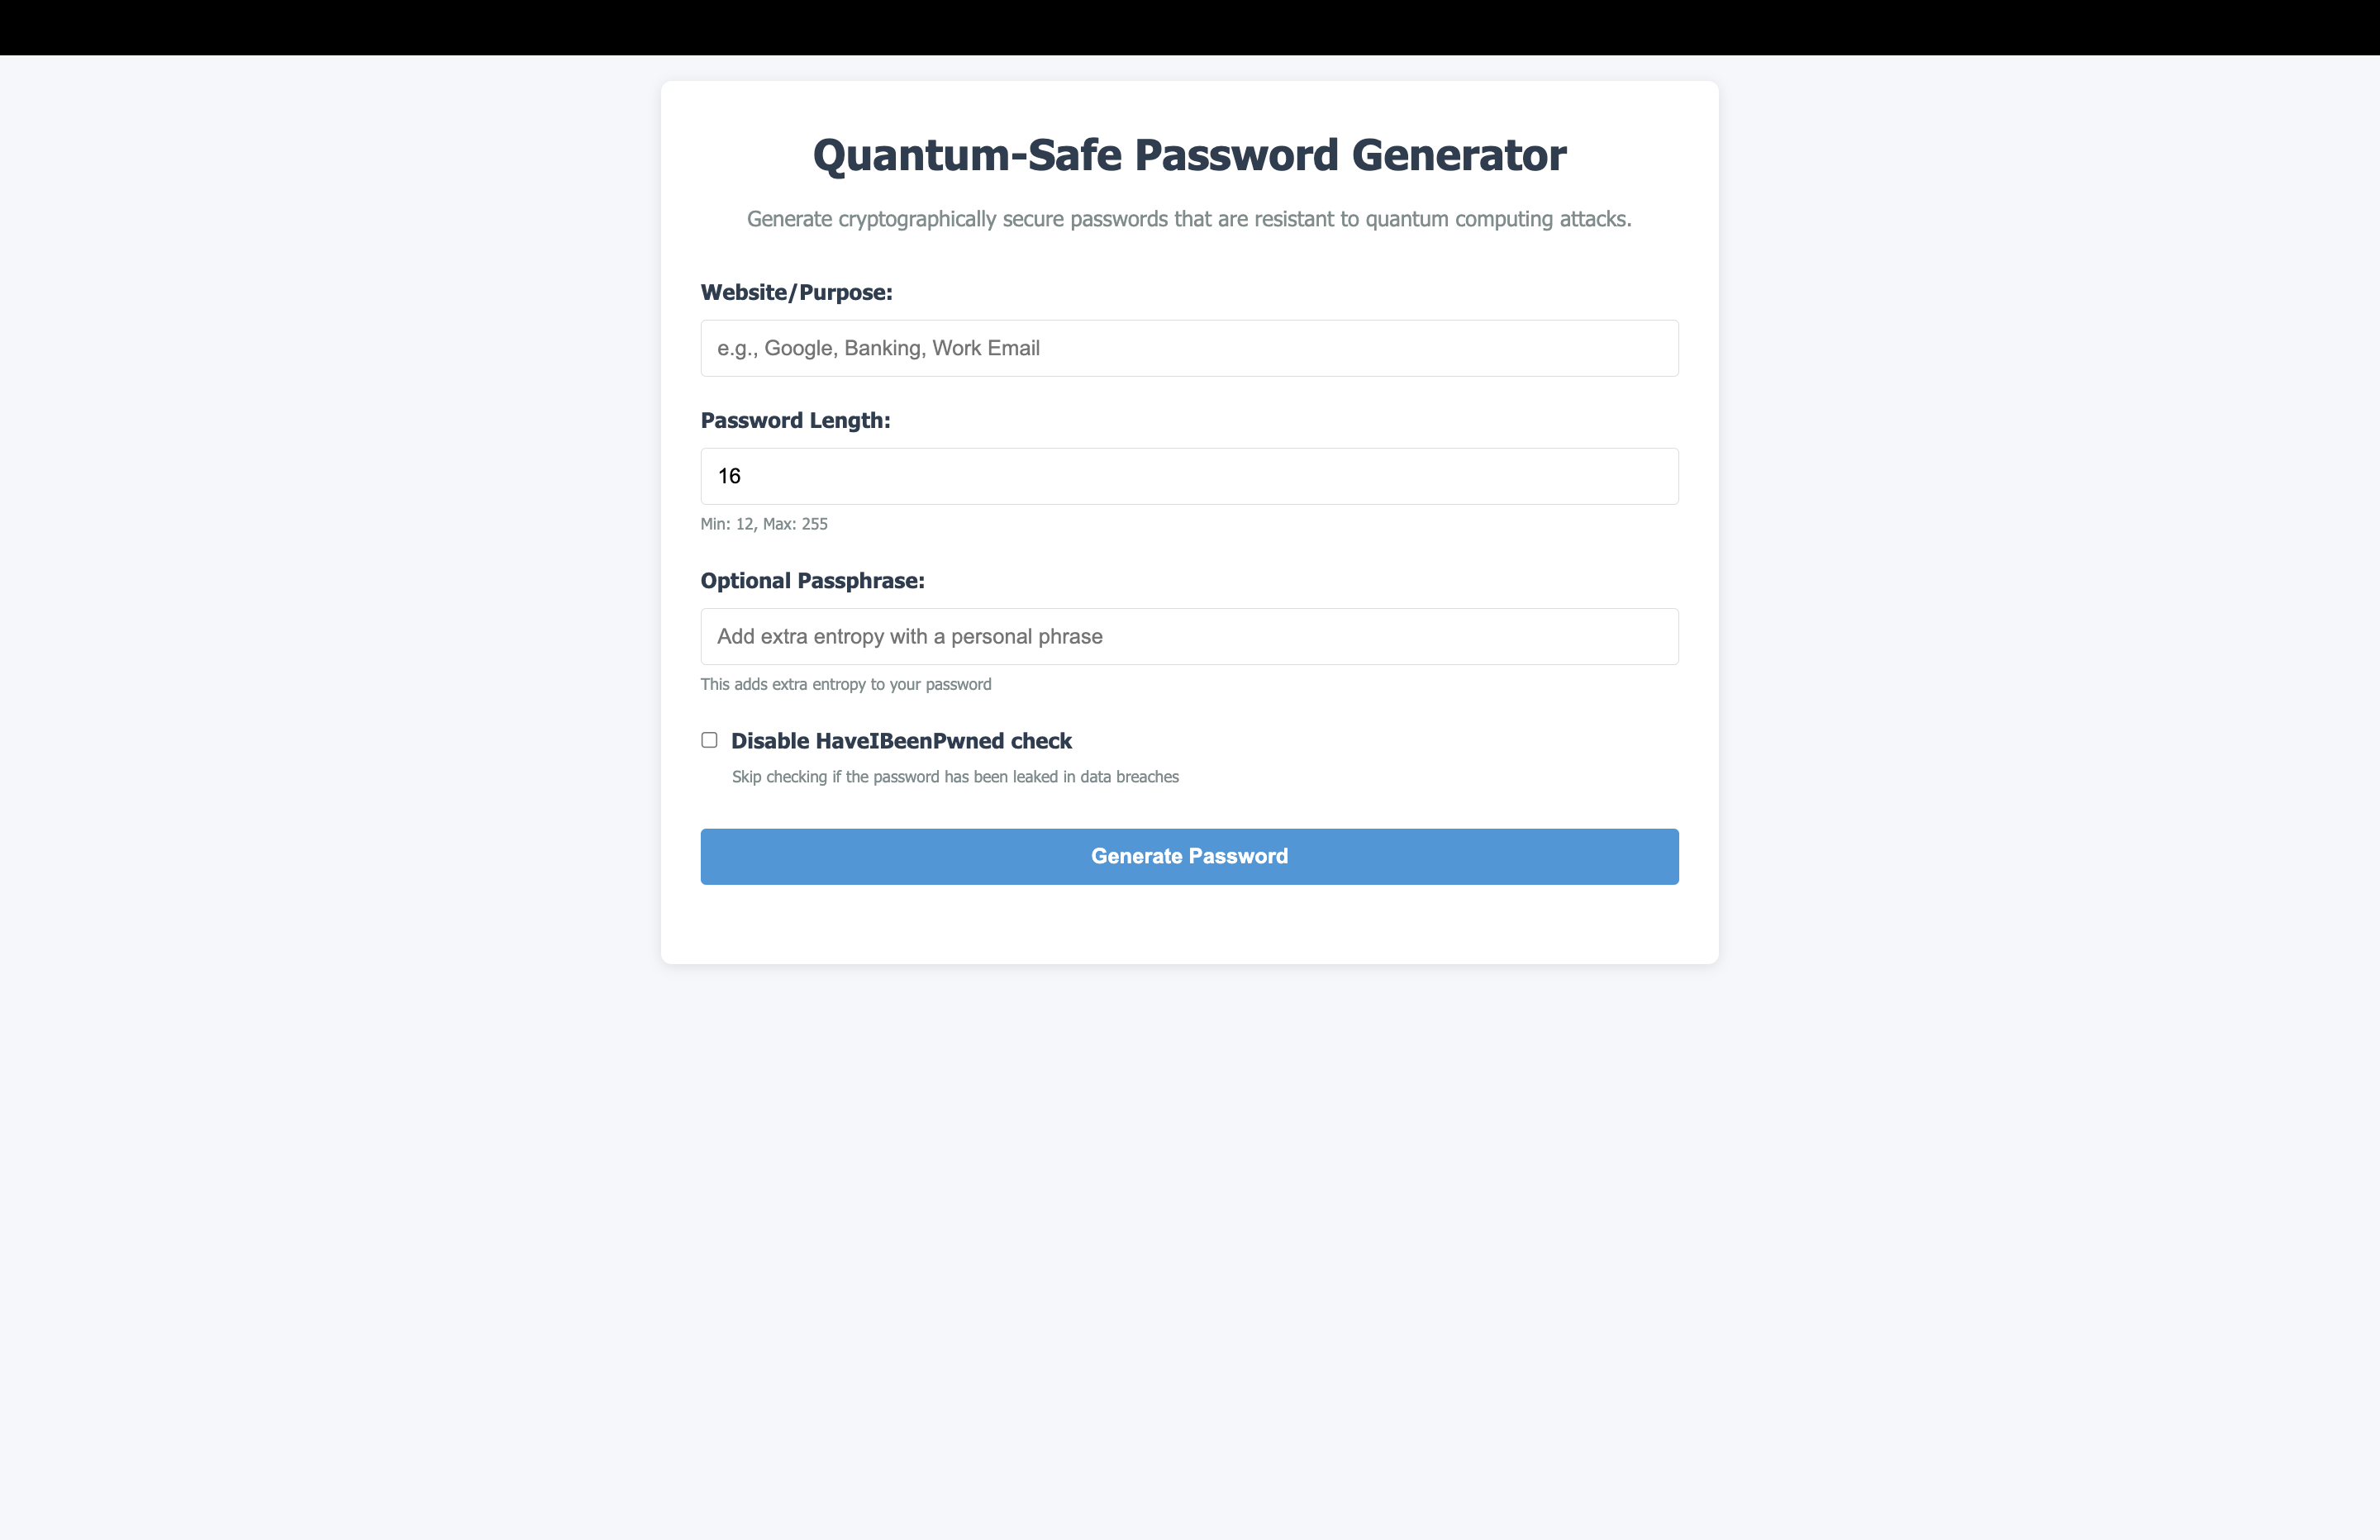 Quantum-Safe Password Generator
Generate cryptographically secure passwords that are resistant to quantum computing attacks.
Website/Purpose:
e.g., Google, Banking, Work Email
Password Length:
16
Min: 12, Max: 255
Optional Passphrase:
Add extra entropy with a personal phrase
This adds extra entropy to your password
Disable HaveIBeenPwned check
Skip checking if the password has been leaked in data breaches
Generate Password